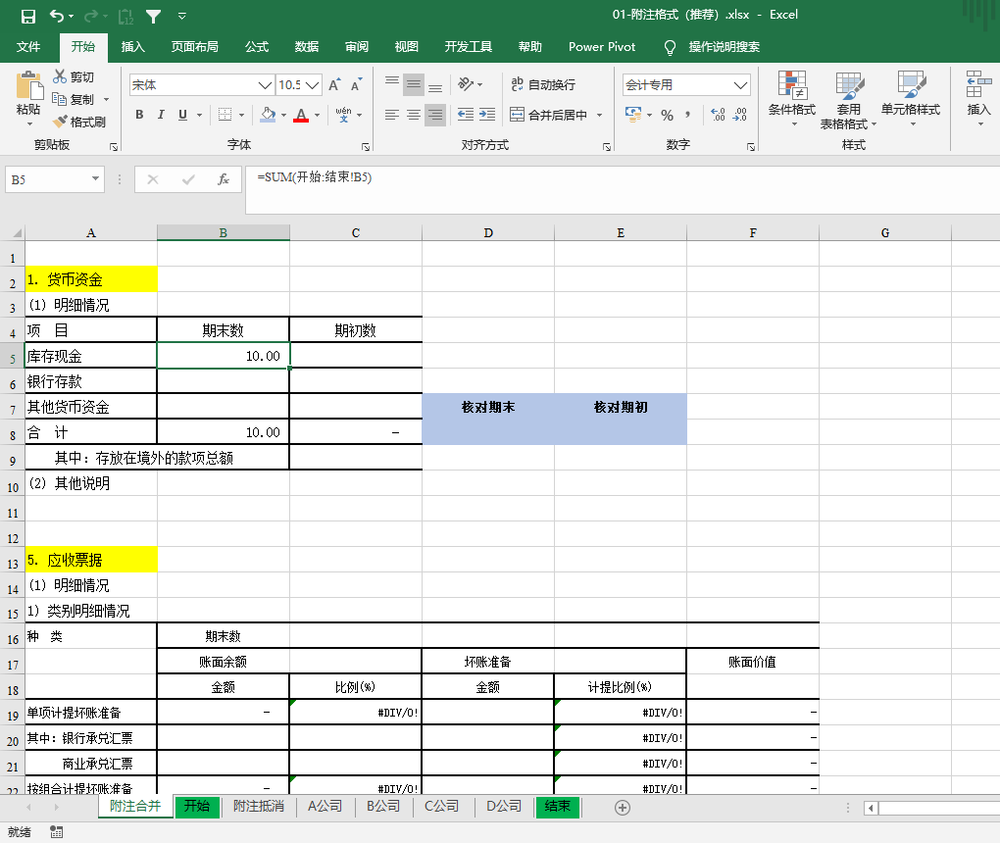 01-附注格式（推荐）.xlsx - Excel
文件 开始 插入 页面布局 公式 数据 审阅 视图 开发工具 帮助 Power Pivot 操作说明搜索
粘贴 剪切 复制 格式刷 剪贴板
宋体 10.5 A A B I U A wén 文 字体
ab 自动换行 合并后居中 对齐方式
会计专用 % , .00 .00 数字
条件格式 套用 表格格式 单元格样式 样式 插入
B5 fx =SUM(开始:结束!B5)
A B C D E F G
1
2 1. 货币资金
3 (1) 明细情况
4 项 目 期末数 期初数
5 库存现金 10.00
6 银行存款
7 其他货币资金 核对期末 核对期初
8 合 计 10.00 –
9 其中：存放在境外的款项总额
10 (2) 其他说明
11
12
13 5. 应收票据
14 (1) 明细情况
15 1) 类别明细情况
16 种 类 期末数
17 账面余额 坏账准备 账面价值
18 金额 比例(%) 金额 计提比例(%)
19 单项计提坏账准备 – #DIV/0! #DIV/0! –
20 其中：银行承兑汇票 #DIV/0! –
21 商业承兑汇票 #DIV/0! –
22 按组合计提坏账准备 – #DIV/0! #DIV/0! –
附注合并 开始 附注抵消 A公司 B公司 C公司 D公司 结束
就绪